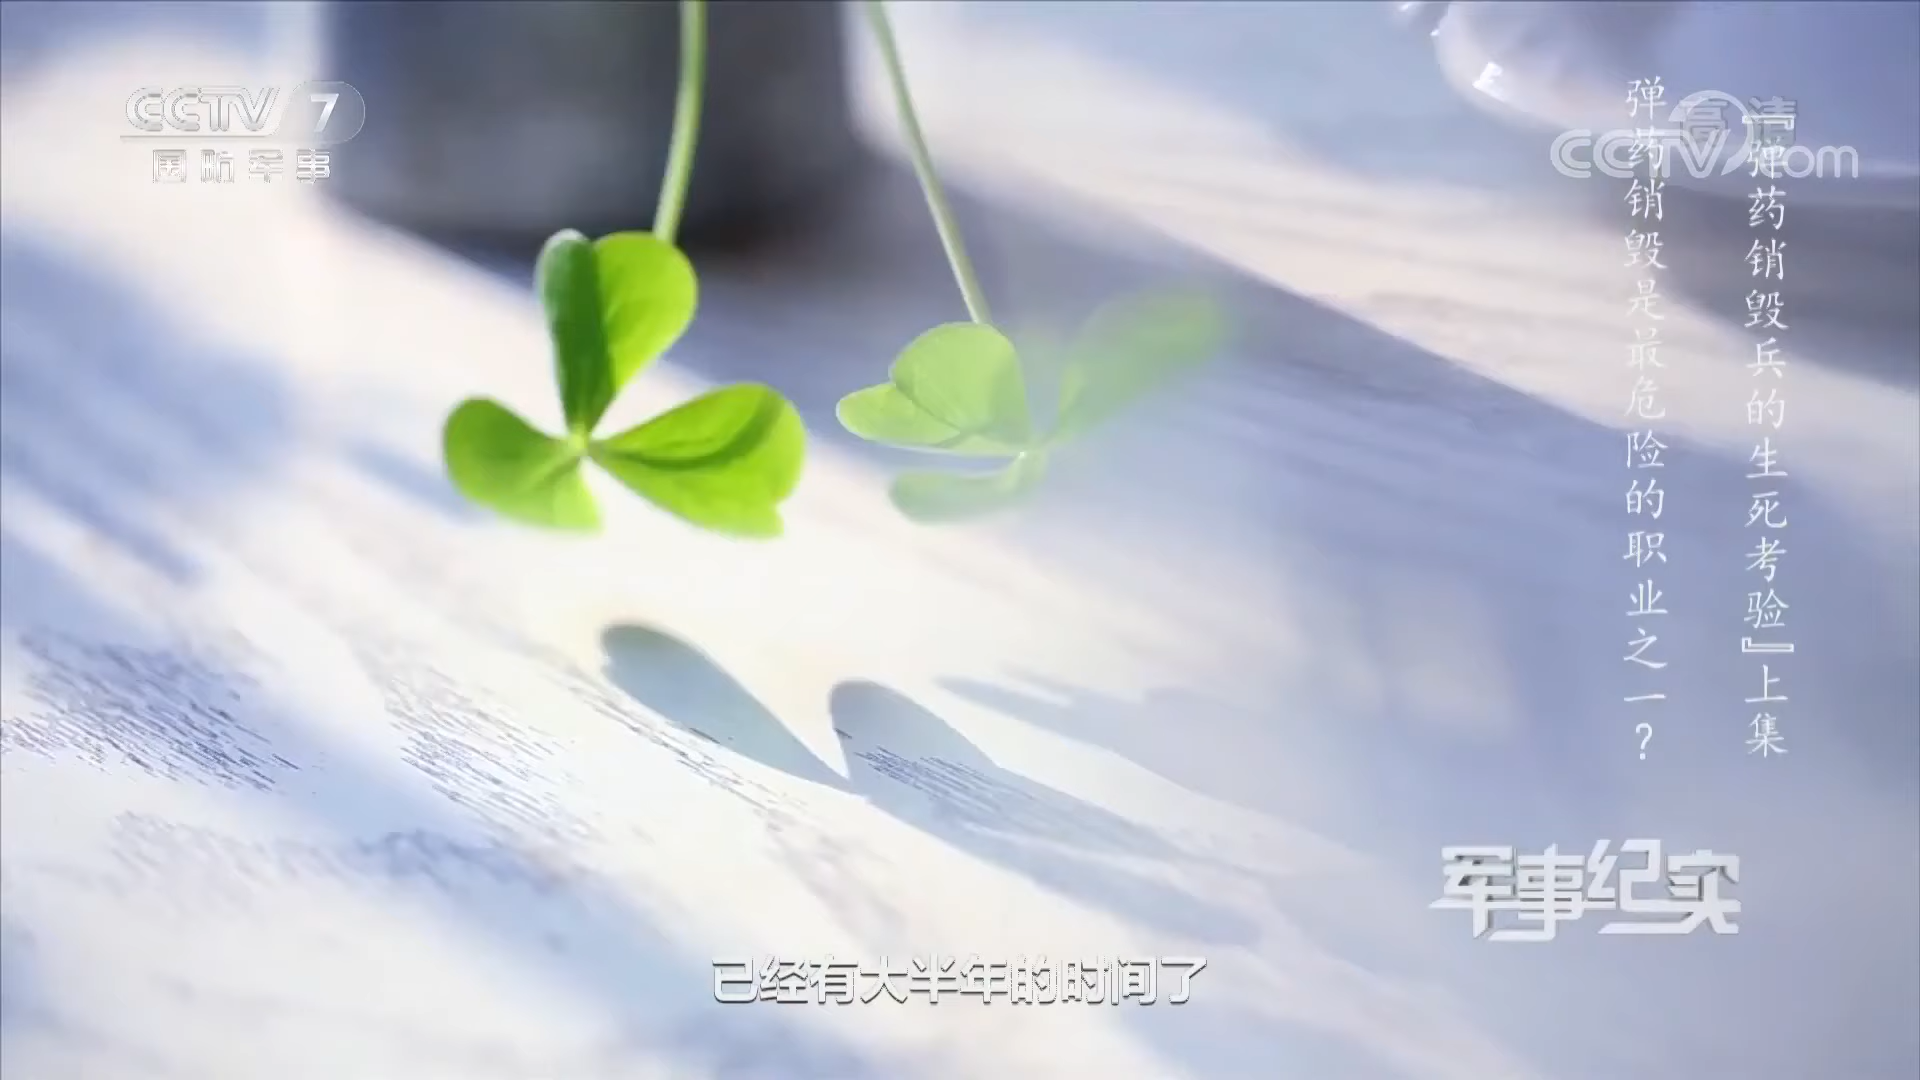 CCTV 7
国防军事
高清
CCTV.com
『弹药销毁兵的生死考验』上集
弹药销毁是最危险的职业之一？
军事纪实
已经有大半年的时间了